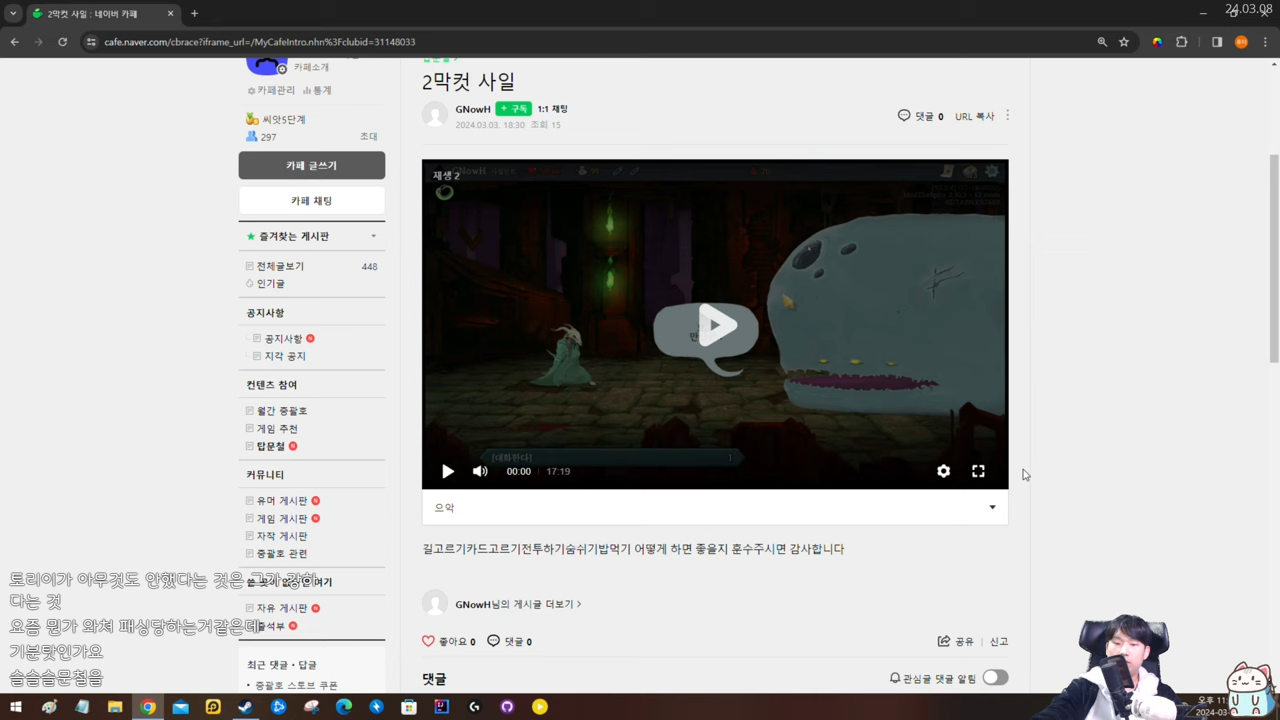 24.03.08
2막컷 사일 : 네이버 카페
cafe.naver.com/cbrace?iframe_url=/MyCafeIntro.nhn%3Fclubid=31148033
카페소개
카페관리 통계
씨앗5단계
297 초대
카페 글쓰기
카페 채팅
즐겨찾는 게시판
전체글보기 448
인기글
공지사항
공지사항
지각 공지
컨텐츠 참여
월간 중괄호
게임 추천
탑문철
커뮤니티
유머 게시판
게임 게시판
자작 게시판
중괄호 관련
자유 게시판
최근 댓글 · 답글
중괄호 스토브 쿠폰
2막컷 사일
GNowH + 구독 1:1 채팅
2024.03.03. 18:30 조회 15
댓글 0 URL 복사
재생 2
[대화한다]
00:00 17:19
으악
길고르기카드고르기전투하기숨쉬기밥먹기 어떻게 하면 좋을지 훈수주시면 감사합니다
GNowH님의 게시글 더보기
좋아요 0 댓글 0
공유 신고
댓글
관심글 댓글 알림
토리이가 아무것도 안했다는 것은
다는 것
요즘 뭔가 와쳐 패싱당하는거같은데
기분탓인가요
슬슬슬문철을
오후 11